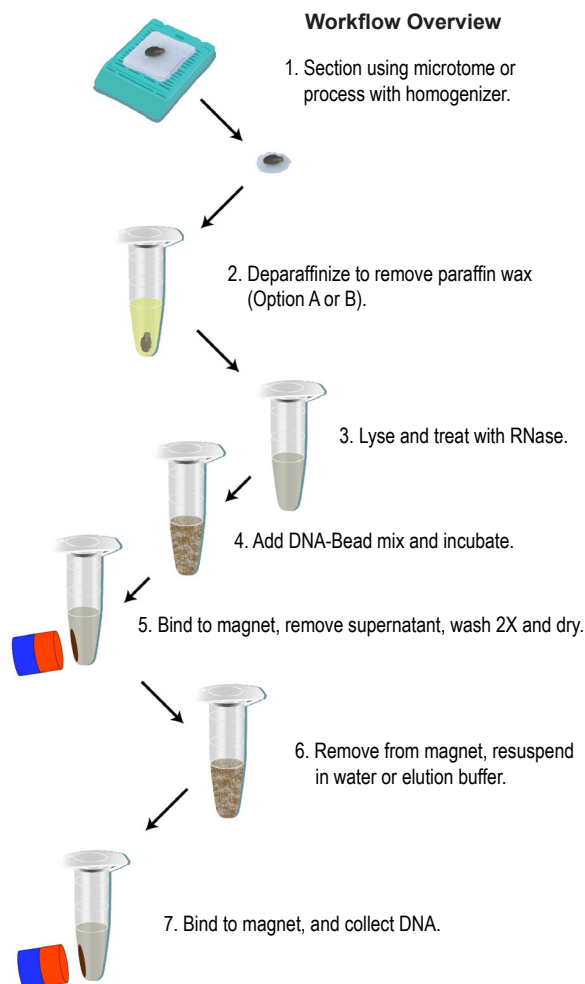 Workflow Overview
1. Section using microtome or
process with homogenizer.
2. Deparaffinize to remove paraffin wax
(Option A or B).
3. Lyse and treat with RNase.
4. Add DNA-Bead mix and incubate.
5. Bind to magnet, remove supernatant, wash 2X and dry.
6. Remove from magnet, resuspend
in water or elution buffer.
7. Bind to magnet, and collect DNA.